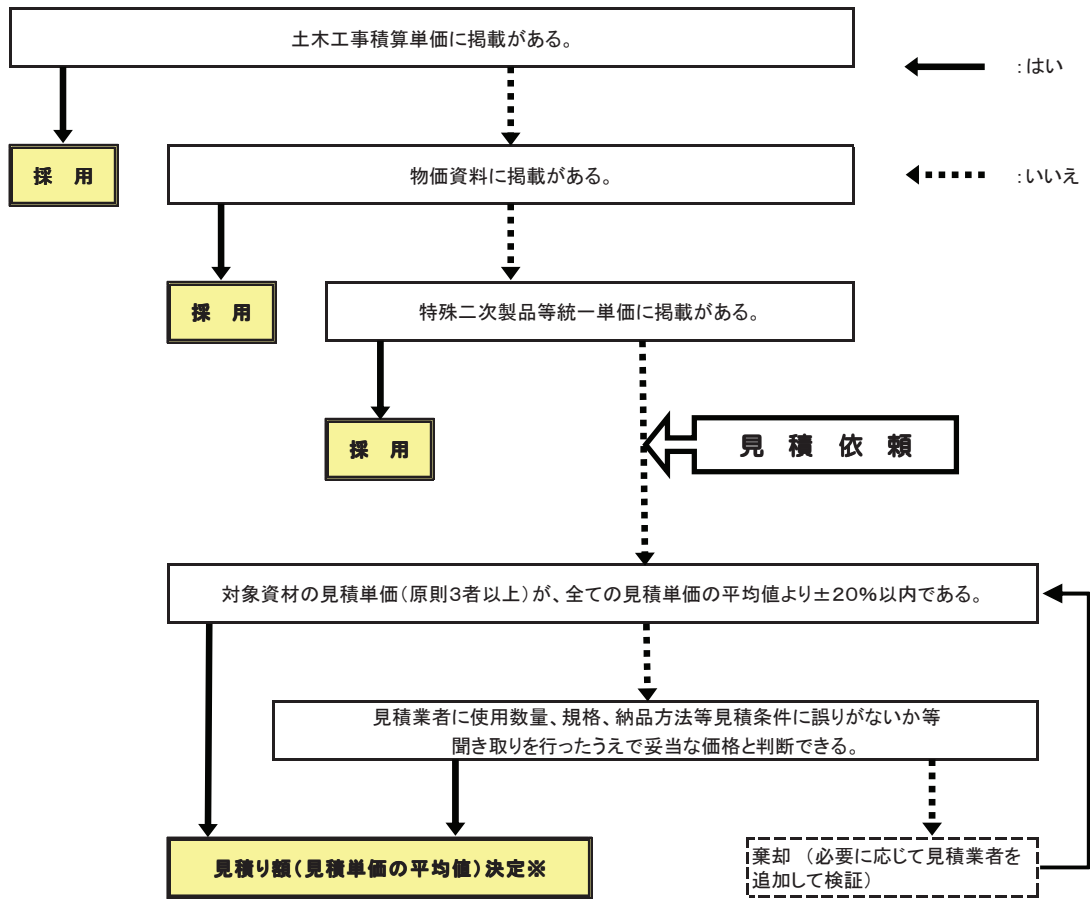 土木工事積算単価に掲載がある。
:はい
採 用
物価資料に掲載がある。
:いいえ
採 用
特殊二次製品等統一単価に掲載がある。
採 用
見 積 依 頼
対象資材の見積単価(原則3者以上)が、全ての見積単価の平均値より±20%以内である。
見積業者に使用数量、規格、納品方法等見積条件に誤りがないか等
聞き取りを行ったうえで妥当な価格と判断できる。
見積り額(見積単価の平均値)決定※
棄却 (必要に応じて見積業者を
追加して検証)